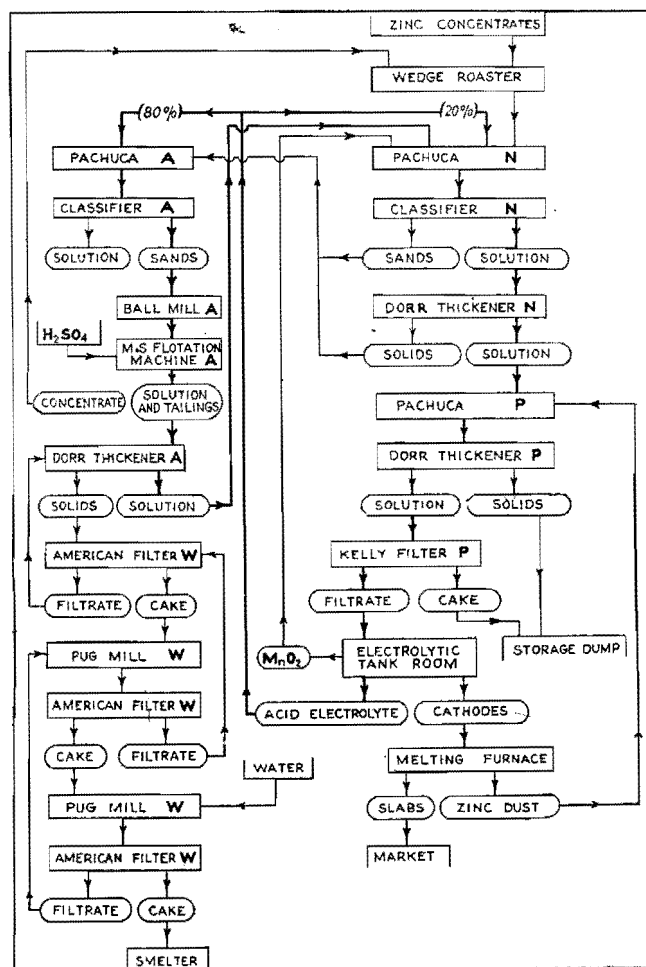 ZINC CONCENTRATES
WEDGE ROASTER
(80%)
(20%)
PACHUCA A
PACHUCA N
CLASSIFIER A
CLASSIFIER N
SOLUTION
SANDS
SANDS
SOLUTION
BALL MILL A
DORR THICKENER N
H2SO4
M.S FLOTATION
MACHINE A
SOLIDS
SOLUTION
CONCENTRATE
SOLUTION
AND TAILINGS
PACHUCA P
DORR THICKENER A
DORR THICKENER P
SOLIDS
SOLUTION
SOLUTION
SOLIDS
AMERICAN FILTER W
KELLY FILTER P
FILTRATE
CAKE
FILTRATE
CAKE
PUG MILL W
MnO2
ELECTROLYTIC
TANK ROOM
STORAGE DUMP
AMERICAN FILTER W
ACID ELECTROLYTE
CATHODES
CAKE
FILTRATE
WATER
MELTING FURNACE
PUG MILL W
SLABS
ZINC DUST
AMERICAN FILTER W
MARKET
FILTRATE
CAKE
SMELTER